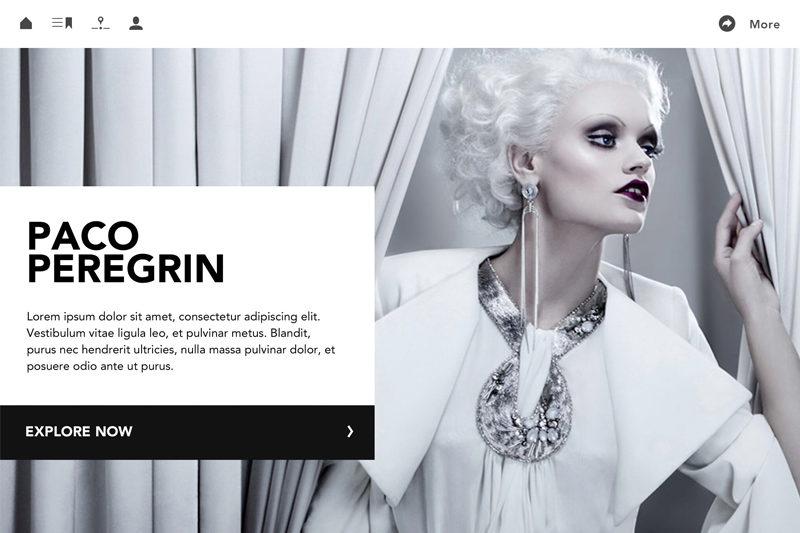 More
PACO
PEREGRIN
Lorem ipsum dolor sit amet, consectetur adipiscing elit.
Vestibulum vitae ligula leo, et pulvinar metus. Blandit,
purus nec hendrerit ultricies, nulla massa pulvinar dolor, et
posuere odio ante ut purus.
EXPLORE NOW